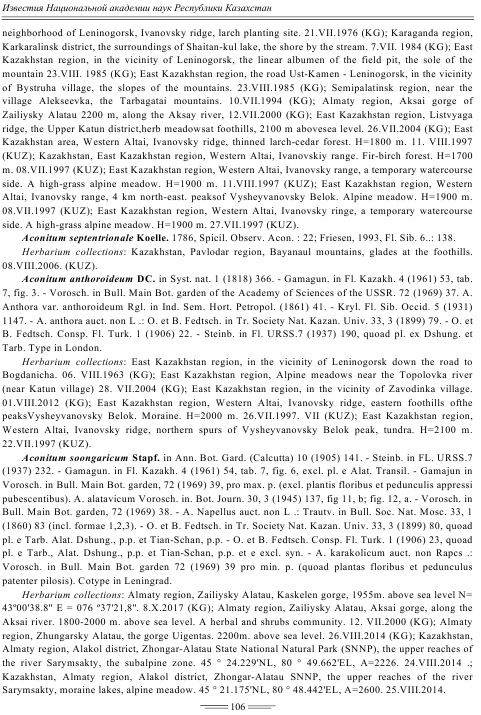 Известия Национальной академии наук Республики Казахстан
neighborhood of Leninogorsk, Ivanovsky ridge, larch planting site. 21.VII.1976 (KG); Karaganda region,
Karkaralinsk district, the surroundings of Shaitan-kul lake, the shore by the stream. 7.VII. 1984 (KG); East
Kazakhstan region, in the vicinity of Leninogorsk, the linear albumen of the field pit, the sole of the
mountain 23.VIII. 1985 (KG); East Kazakhstan region, the road Ust-Kamen - Leninogorsk, in the vicinity
of Bystruha village, the slopes of the mountains. 23.VIII.1985 (KG); Semipalatinsk region, near the
village Alekseevka, the Tarbagatai mountains. 10.VII.1994 (KG); Almaty region, Aksai gorge of
Zailiysky Alatau 2200 m, along the Aksay river, 12.VII.2000 (KG); East Kazakhstan region, Listvyaga
ridge, the Upper Katun district,herb meadowsat foothills, 2100 m abovesea level. 26.VII.2004 (KG); East
Kazakhstan area, Western Altai, Ivanovsky ridge, thinned larch-cedar forest. H=1800 m. 11. VIII.1997
(KUZ); Kazakhstan, East Kazakhstan region, Western Altai, Ivanovskiy range. Fir-birch forest. H=1700
m. 08.VII.1997 (KUZ); East Kazakhstan region, Western Altai, Ivanovsky range, a temporary watercourse
side. A high-grass alpine meadow. H=1900 m. 11.VIII.1997 (KUZ); East Kazakhstan region, Western
Altai, Ivanovsky range, 4 km north-east. peaksof Vysheyvanovsky Belok. Alpine meadow. H=1900 m.
08.VII.1997 (KUZ); East Kazakhstan region, Western Altai, Ivanovsky ringe, a temporary watercourse
side. A high-grass alpine meadow. H=1900 m. 27.VII.1997 (KUZ).
Aconitum septentrionale Koelle. 1786, Spicil. Observ. Acon. : 22; Friesen, 1993, Fl. Sib. 6..: 138.
Herbarium collections: Kazakhstan, Pavlodar region, Bayanaul mountains, glades at the foothills.
08.VIII.2006. (KUZ).
Aconitum anthoroideum DC. in Syst. nat. 1 (1818) 366. - Gamagun. in Fl. Kazakh. 4 (1961) 53, tab.
7, fig. 3. - Vorosch. in Bull. Main Bot. garden of the Academy of Sciences of the USSR. 72 (1969) 37. A.
Anthora var. anthoroideum Rgl. in Ind. Sem. Hort. Petropol. (1861) 41. - Kryl. Fl. Sib. Occid. 5 (1931)
1147. - A. anthora auct. non L .: O. et B. Fedtsch. in Tr. Society Nat. Kazan. Univ. 33, 3 (1899) 79. - O. et
B. Fedtsch. Consp. Fl. Turk. 1 (1906) 22. - Steinb. in Fl. URSS.7 (1937) 190, quoad pl. ex Dshung. et
Tarb. Type in London.
Herbarium collections: East Kazakhstan region, in the vicinity of Leninogorsk down the road to
Bogdanicha. 06. VIII.1963 (KG); East Kazakhstan region, Alpine meadows near the Topolovka river
(near Katun village) 28. VII.2004 (KG); East Kazakhstan region, in the vicinity of Zavodinka village.
01.VIII.2012 (KG); East Kazakhstan region, Western Altai, Ivanovsky ridge, eastern foothills ofthe
peaksVysheyvanovsky Belok. Moraine. H=2000 m. 26.VII.1997. VII (KUZ); East Kazakhstan region,
Western Altai, Ivanovsky ridge, northern spurs of Vysheyvanovsky Belok peak, tundra. H=2100 m.
22.VII.1997 (KUZ).
Aconitum soongaricum Stapf. in Ann. Bot. Gard. (Calcutta) 10 (1905) 141. - Steinb. in FL. URSS.7
(1937) 232. - Gamagun. in Fl. Kazakh. 4 (1961) 54, tab. 7, fig. 6, excl. pl. e Alat. Transil. - Gamajun in
Vorosch. in Bull. Main Bot. garden, 72 (1969) 39, pro max. p. (excl. plantis floribus et pedunculis appressi
pubescentibus). A. alatavicum Vorosch. in. Bot. Journ. 30, 3 (1945) 137, fig 11, b; fig. 12, a. - Vorosch. in
Bull. Main Bot. garden, 72 (1969) 38. - A. Napellus auct. non L .: Trautv. in Bull. Soc. Nat. Mosc. 33, 1
(1860) 83 (incl. formae 1,2,3). - O. et B. Fedtsch. in Tr. Society Nat. Kazan. Univ. 33, 3 (1899) 80, quoad
pl. e Tarb. Alat. Dshung., p.p. et Tian-Schan, p.p. - O. et B. Fedtsch. Consp. Fl. Turk. 1 (1906) 23, quoad
pl. e Tarb., Alat. Dshung., p.p. et Tian-Schan, p.p. et e excl. syn. - A. karakolicum auct. non Rapcs .:
Vorosch. in Bull. Main Bot. garden 72 (1969) 39 pro min. p. (quoad plantas floribus et pedunculus
patenter pilosis). Cotype in Leningrad.
Herbarium collections: Almaty region, Zailiysky Alatau, Kaskelen gorge, 1955m. above sea level N=
43º00'38.8" E = 076 º37'21,8". 8.X.2017 (KG); Almaty region, Zailiysky Alatau, Aksai gorge, along the
Aksai river. 1800-2000 m. above sea level. A herbal and shrubs community. 12. VII.2000 (KG); Almaty
region, Zhungarsky Alatau, the gorge Uigentas. 2200m. above sea level. 26.VIII.2014 (KG); Kazakhstan,
Almaty region, Alakol district, Zhongar-Alatau State National Natural Park (SNNP), the upper reaches of
the river Sarymsakty, the subalpine zone. 45 ° 24.229'NL, 80 ° 49.662'EL, A=2226. 24.VIII.2014 .;
Kazakhstan, Almaty region, Alakol district, Zhongar-Alatau SNNP, the upper reaches of the river
Sarymsakty, moraine lakes, alpine meadow. 45 ° 21.175'NL, 80 ° 48.442'EL, A=2600. 25.VIII.2014.
106